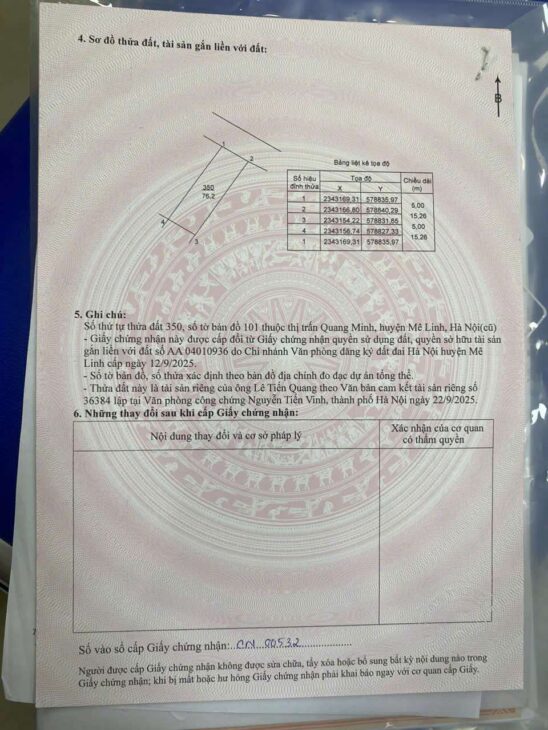 4. Sơ đồ thửa đất, tài sản gắn liền với đất:
B
1
2
350
76,2
4
3
Bảng liệt kê tọa độ
Số hiệu đỉnh thửa | Tọa độ | Chiều dài (m)
X | Y
1 | 2343169,31 | 578835,97
5,00
2 | 2343166,80 | 578840,29
15,26
3 | 2343154,22 | 578831,65
5,00
4 | 2343156,74 | 578827,33
15,26
1 | 2343169,31 | 578835,97
5. Ghi chú:
Số thứ tự thửa đất 350, số tờ bản đồ 101 thuộc thị trấn Quang Minh, huyện Mê Linh, Hà Nội(cũ)
- Giấy chứng nhận này được cấp đổi từ Giấy chứng nhận quyền sử dụng đất, quyền sở hữu tài sản
gắn liền với đất số AA 04010936 do Chi nhánh Văn phòng đăng ký đất đai Hà Nội huyện Mê
Linh cấp ngày 12/9/2025.
- Số tờ bản đồ, số thửa xác định theo bản đồ địa chính đo đạc dự án tổng thể.
- Thửa đất này là tài sản riêng của ông Lê Tiến Quang theo Văn bản cam kết tài sản riêng số
36384 lập tại Văn phòng công chứng Nguyễn Tiến Vinh, thành phố Hà Nội ngày 22/9/2025.
6. Những thay đổi sau khi cấp Giấy chứng nhận:
Nội dung thay đổi và cơ sở pháp lý | Xác nhận của cơ quan
có thẩm quyền
Số vào sổ cấp Giấy chứng nhận: CN 00532
Người được cấp Giấy chứng nhận không được sửa chữa, tẩy xóa hoặc bổ sung bất kỳ nội dung nào trong
Giấy chứng nhận; khi bị mất hoặc hư hỏng Giấy chứng nhận phải khai báo ngay với cơ quan cấp Giấy.